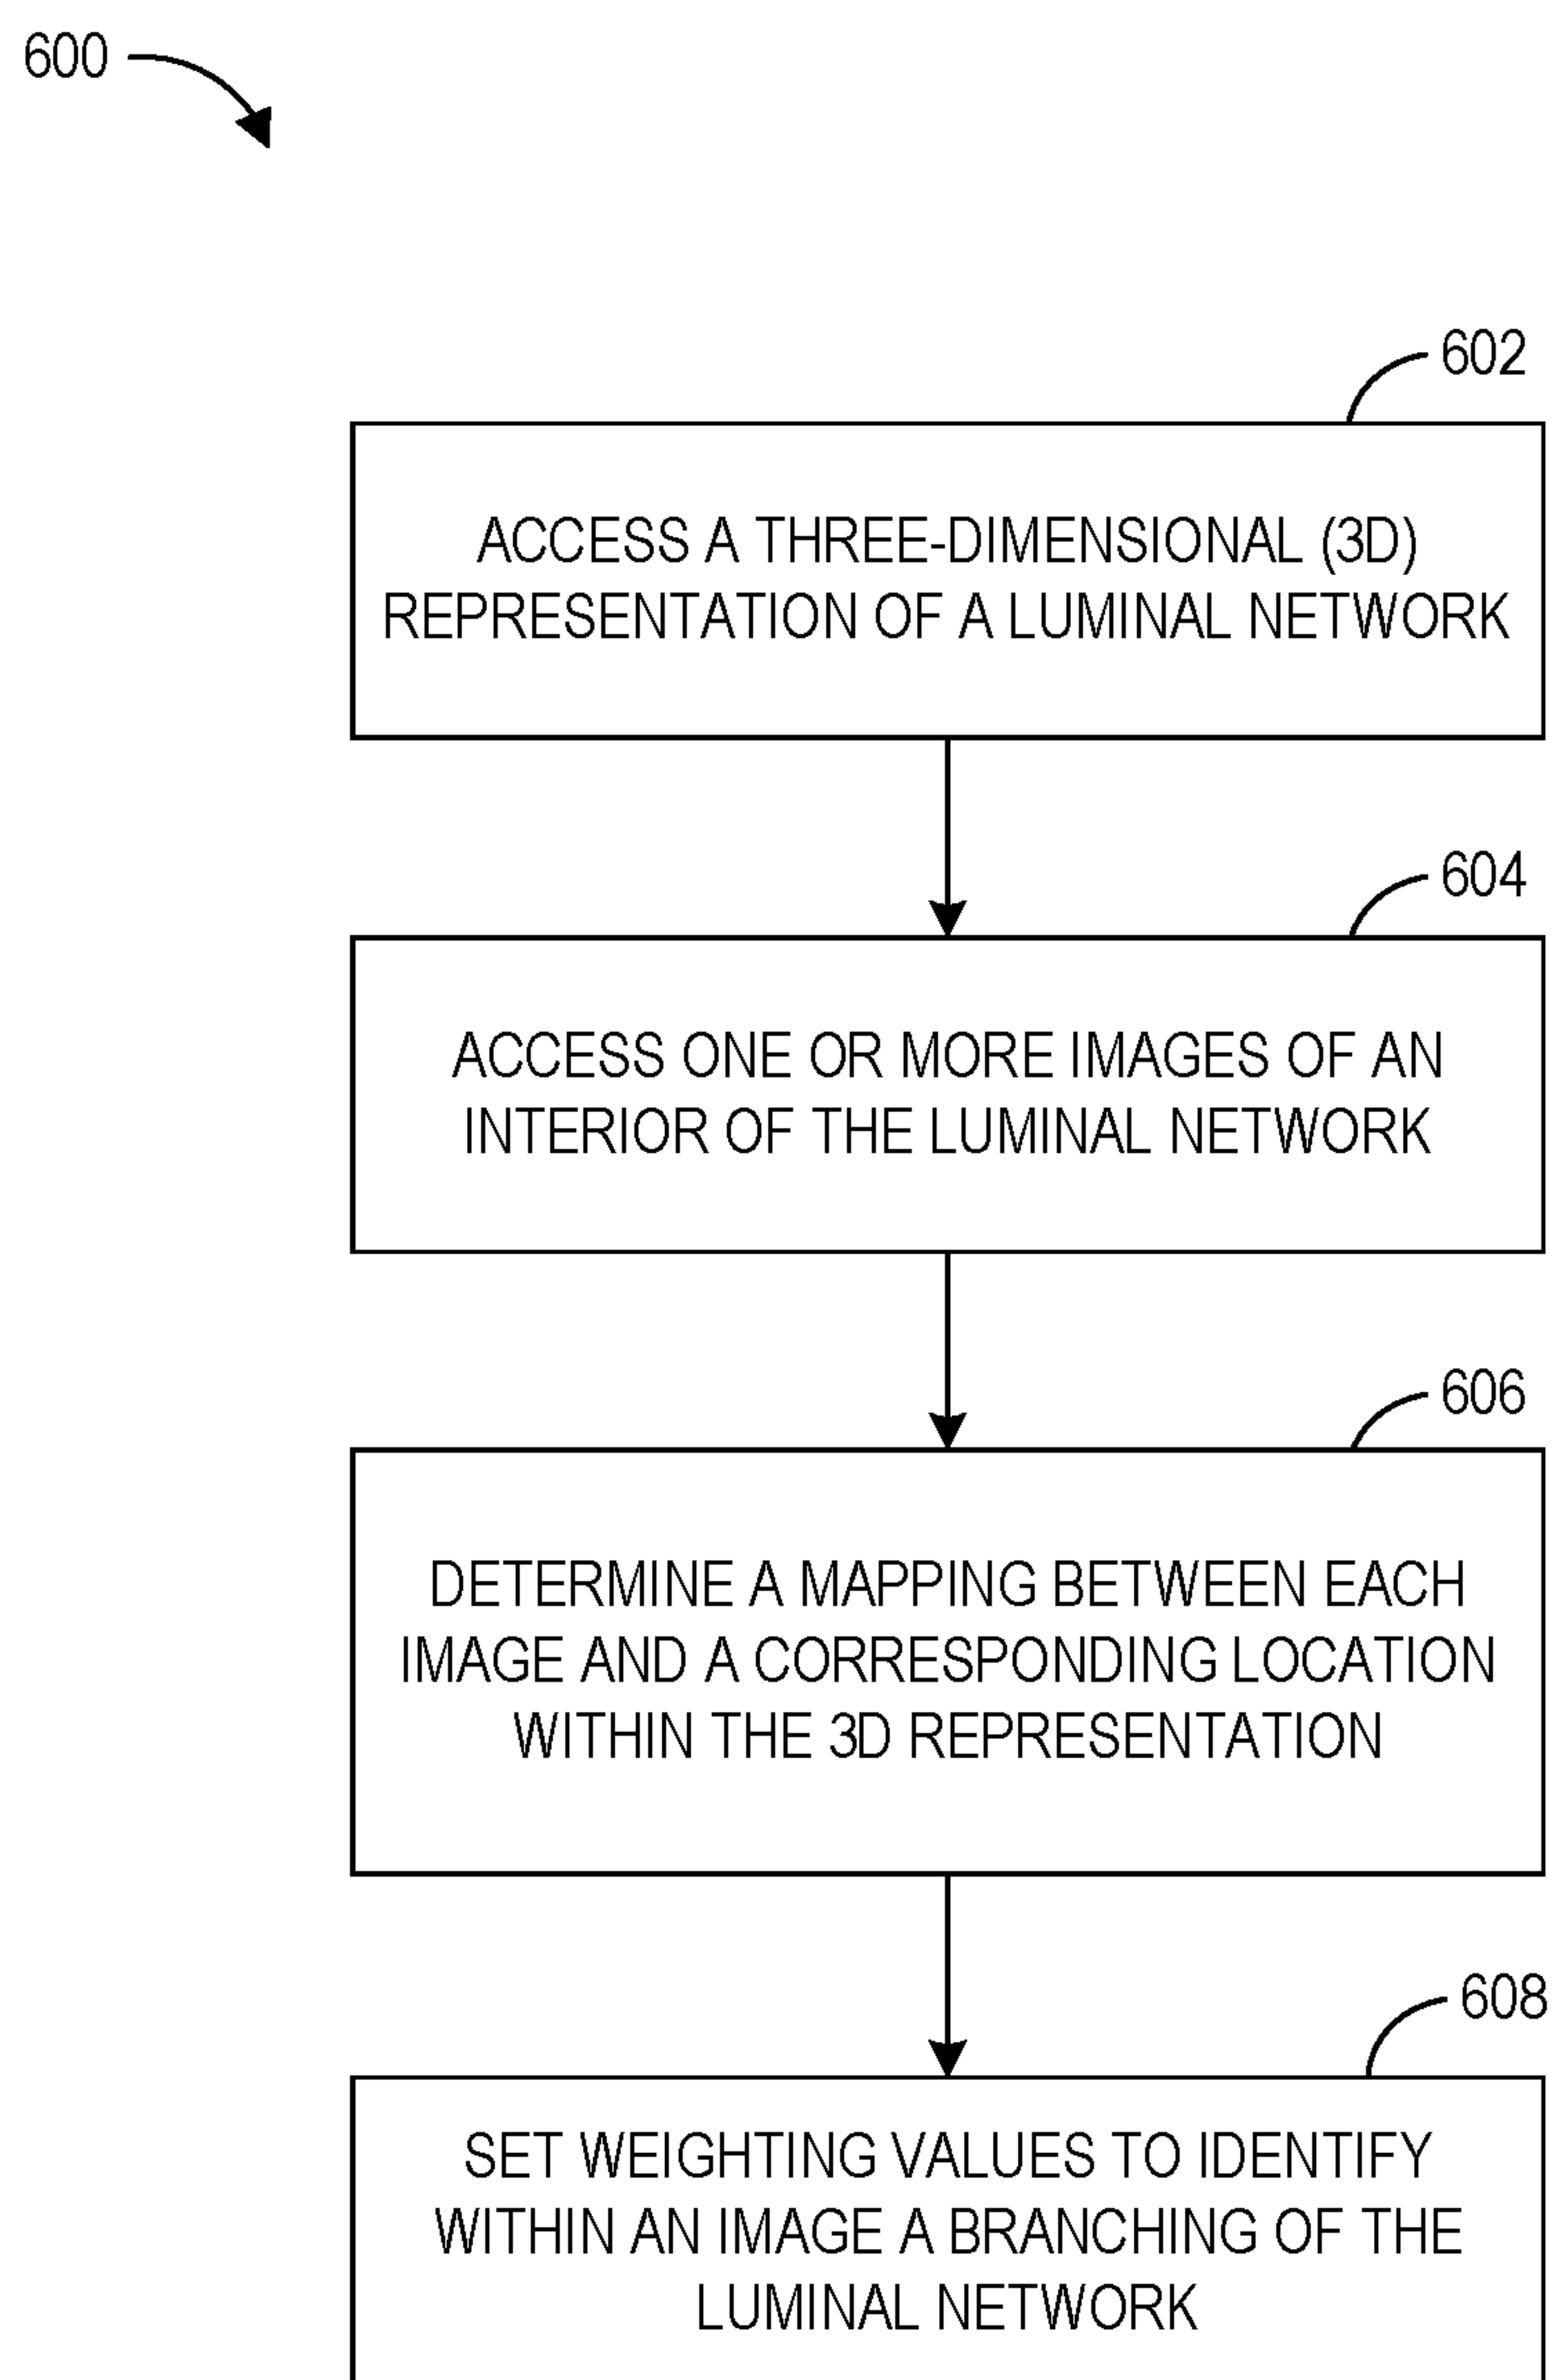 600
602
ACCESS A THREE-DIMENSIONAL (3D)
REPRESENTATION OF A LUMINAL NETWORK
604
ACCESS ONE OR MORE IMAGES OF AN
INTERIOR OF THE LUMINAL NETWORK
606
DETERMINE A MAPPING BETWEEN EACH
IMAGE AND A CORRESPONDING LOCATION
WITHIN THE 3D REPRESENTATION
608
SET WEIGHTING VALUES TO IDENTIFY
WITHIN AN IMAGE A BRANCHING OF THE
LUMINAL NETWORK